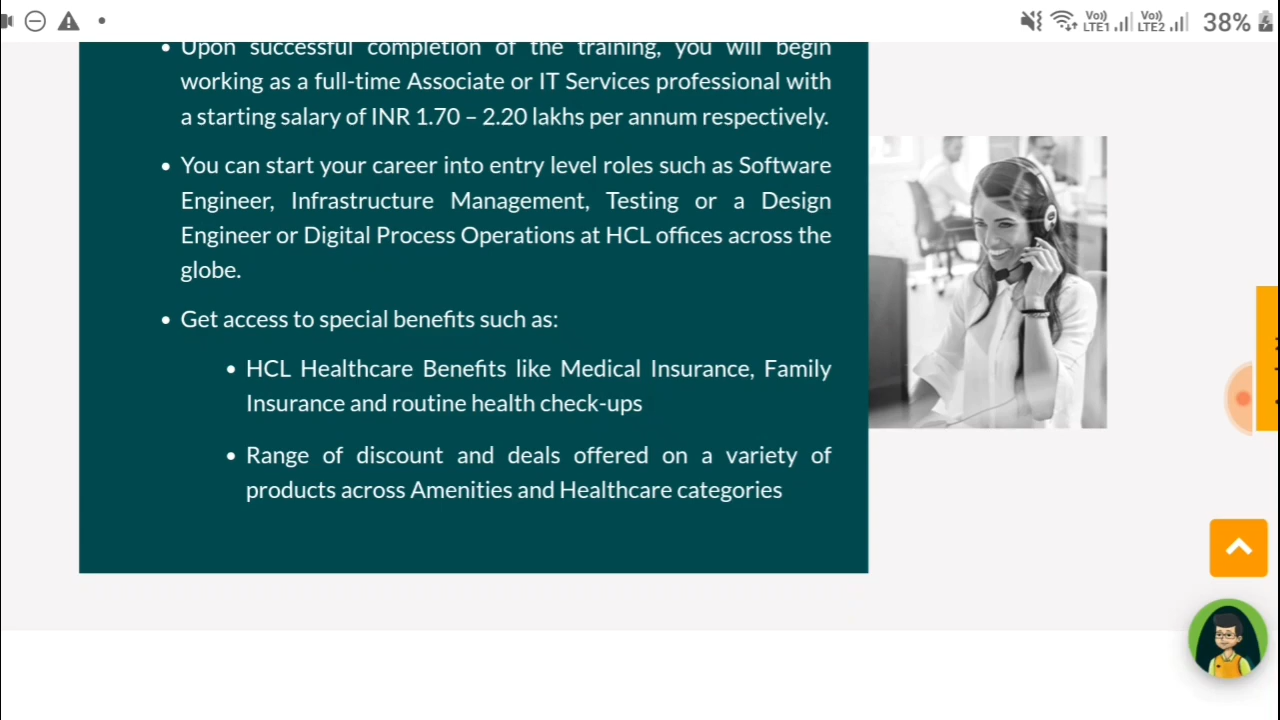 Vo)) LTE1 Vo)) LTE2 38%
Upon successful completion of the training, you will begin
working as a full-time Associate or IT Services professional with
a starting salary of INR 1.70 – 2.20 lakhs per annum respectively.
You can start your career into entry level roles such as Software
Engineer, Infrastructure Management, Testing or a Design
Engineer or Digital Process Operations at HCL offices across the
globe.
Get access to special benefits such as:
HCL Healthcare Benefits like Medical Insurance, Family
Insurance and routine health check-ups
Range of discount and deals offered on a variety of
products across Amenities and Healthcare categories